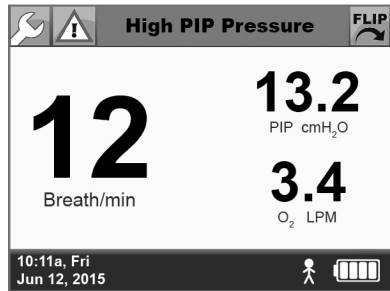 High PIP Pressure
FLIP
12
Breath/min
13.2
PIP cmH₂O
3.4
O₂ LPM
10:11a, Fri
Jun 12, 2015